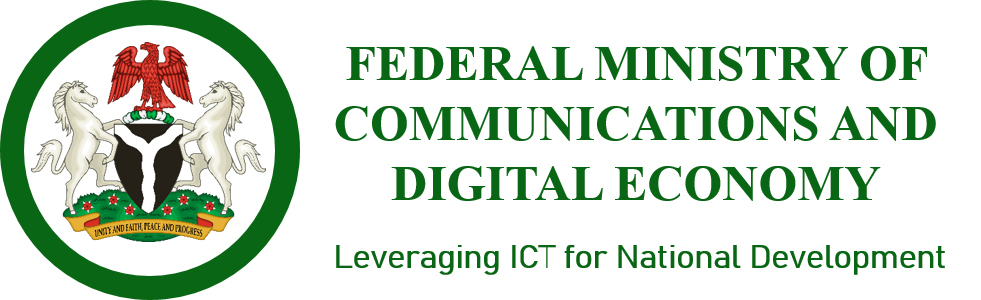 UNITY AND FAITH, PEACE AND PROGRESS
FEDERAL MINISTRY OF
COMMUNICATIONS AND
DIGITAL ECONOMY
Leveraging ICT for National Development